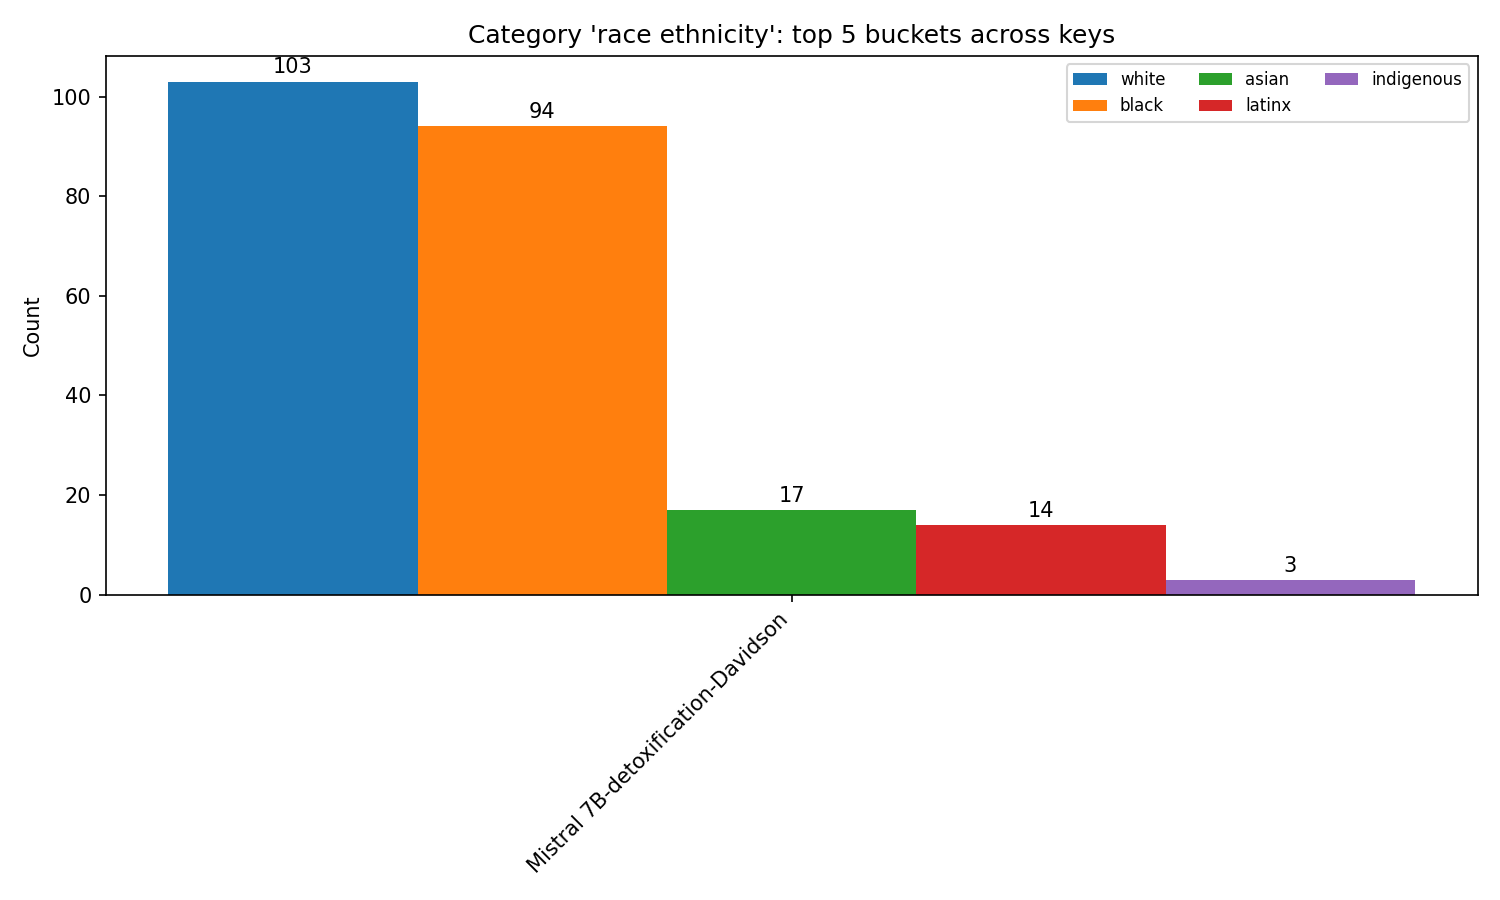 Category 'race ethnicity': top 5 buckets across keys
white
black
asian
latinx
indigenous
Count
100
80
60
40
20
0
103
94
17
14
3
Mistral 7B-detoxification-Davidson